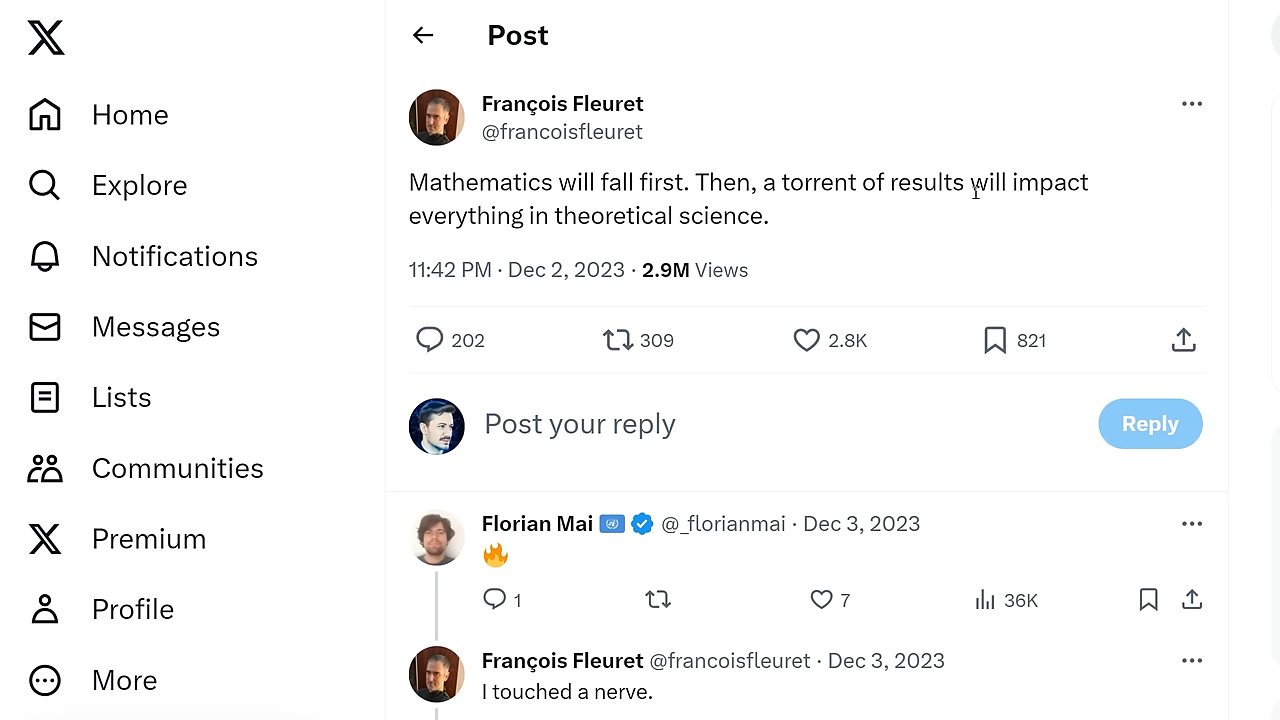 Home
Explore
Notifications
Messages
Lists
Communities
Premium
Profile
More
Post
François Fleuret
@francoisfleuret
Mathematics will fall first. Then, a torrent of results will impact
everything in theoretical science.
11:42 PM · Dec 2, 2023 · 2.9M Views
202 309 2.8K 821
Post your reply Reply
Florian Mai 🇺🇳 @_florianmai · Dec 3, 2023
🔥
1 7 36K
François Fleuret @francoisfleuret · Dec 3, 2023
I touched a nerve.